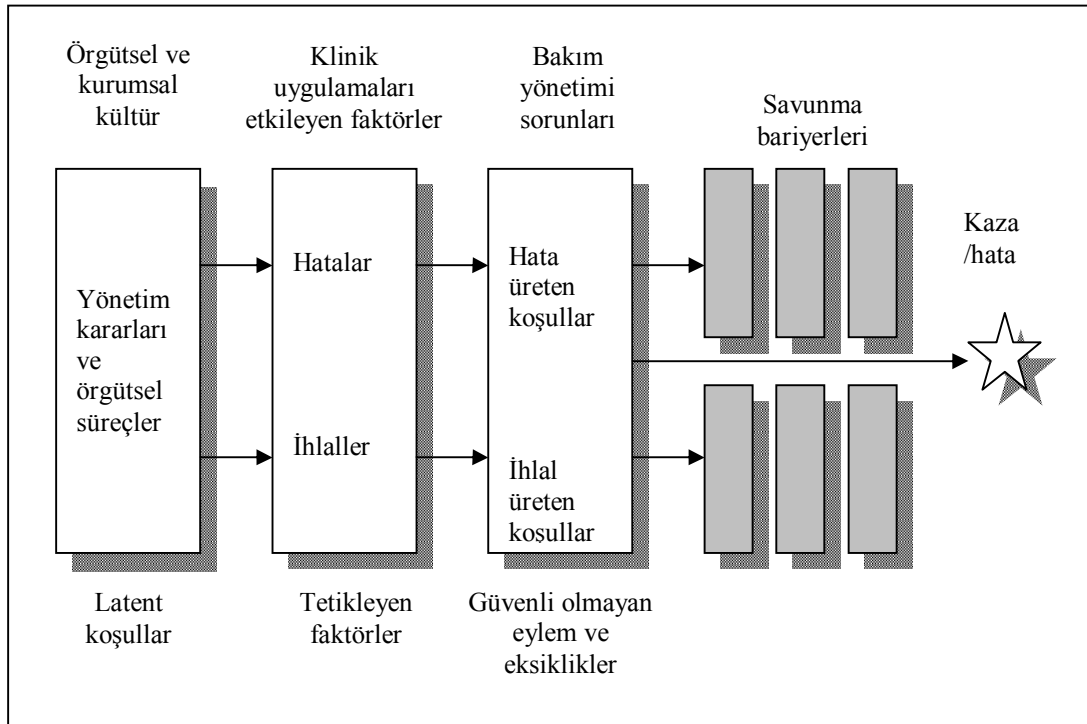 Örgütsel ve
kurumsal
kültür
Klinik
uygulamaları
etkileyen faktörler
Bakım
yönetimi
sorunları
Savunma
bariyerleri
Kaza
/hata
Yönetim
kararları
ve
örgütsel
süreçler
Hatalar
İhlaller
Hata
üreten
koşullar
İhlal
üreten
koşullar
Latent
koşullar
Tetikleyen
faktörler
Güvenli olmayan
eylem ve
eksiklikler